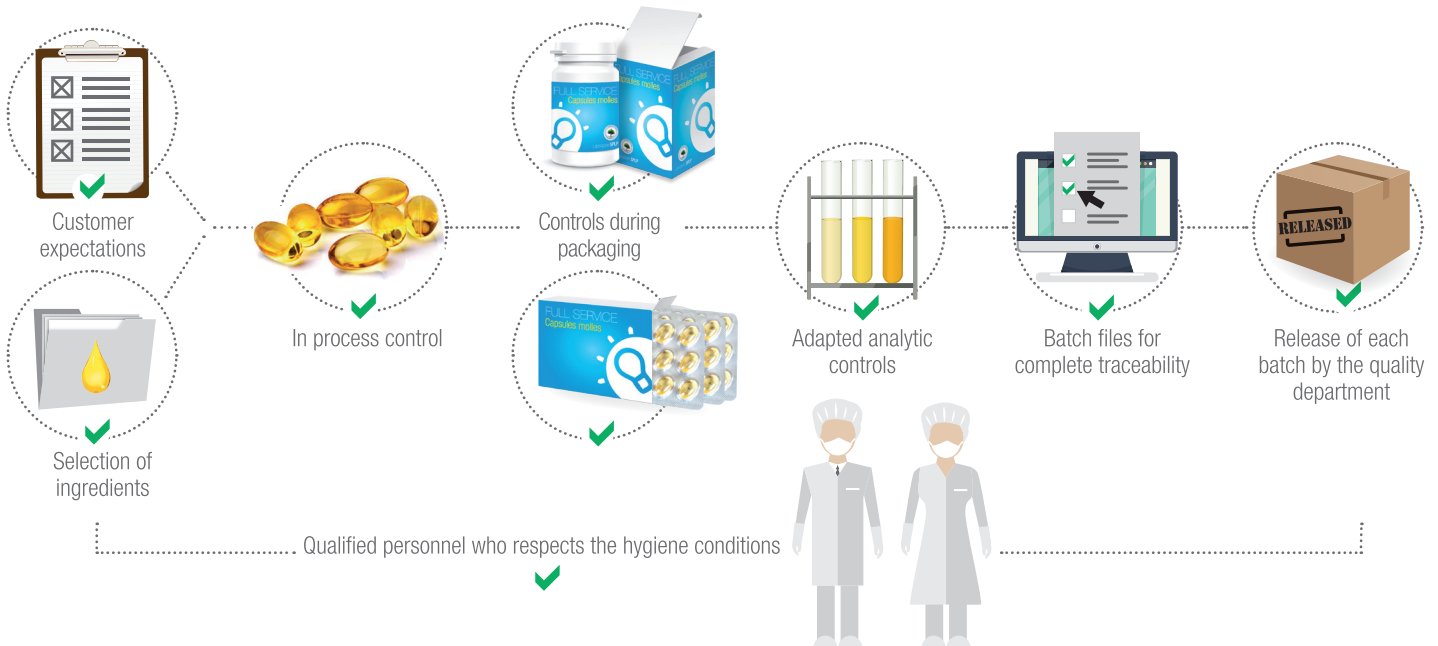 Customer
expectations
Selection of
ingredients
In process control
FULL SERVICE
Capsules molles
FULL SERVICE
Capsules molles
FULL SERVICE
Controls during
packaging
FULL SERVICE
Capsules molles
Adapted analytic
controls
Batch files for
complete traceability
RELEASED
Release of each
batch by the quality
department
Qualified personnel who respects the hygiene conditions